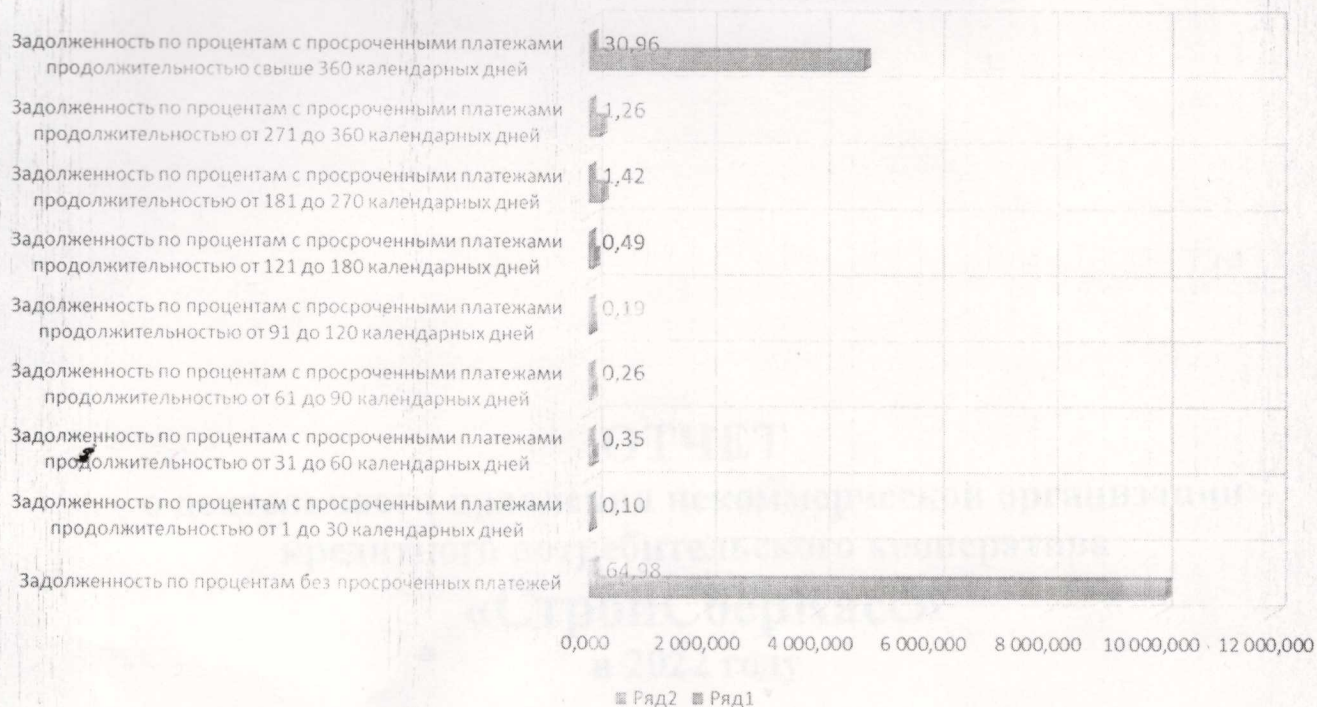 Задолженность по процентам с просроченными платежами
продолжительностью свыше 360 календарных дней
30,96
Задолженность по процентам с просроченными платежами
продолжительностью от 271 до 360 календарных дней
1,26
Задолженность по процентам с просроченными платежами
продолжительностью от 181 до 270 календарных дней
1,42
Задолженность по процентам с просроченными платежами
продолжительностью от 121 до 180 календарных дней
0,49
Задолженность по процентам с просроченными платежами
продолжительностью от 91 до 120 календарных дней
0,19
Задолженность по процентам с просроченными платежами
продолжительностью от 61 до 90 календарных дней
0,26
Задолженность по процентам с просроченными платежами
продолжительностью от 31 до 60 календарных дней
0,35
Задолженность по процентам с просроченными платежами
продолжительностью от 1 до 30 календарных дней
0,10
Задолженность по процентам без просроченных платежей
64,98
0,000 2 000,000 4 000,000 6 000,000 8 000,000 10 000,000 12 000,000
Ряд2 Ряд1
ОТЧЕТ
некоммерческой организации
кредитного потребительского кооператива
в 2022 году